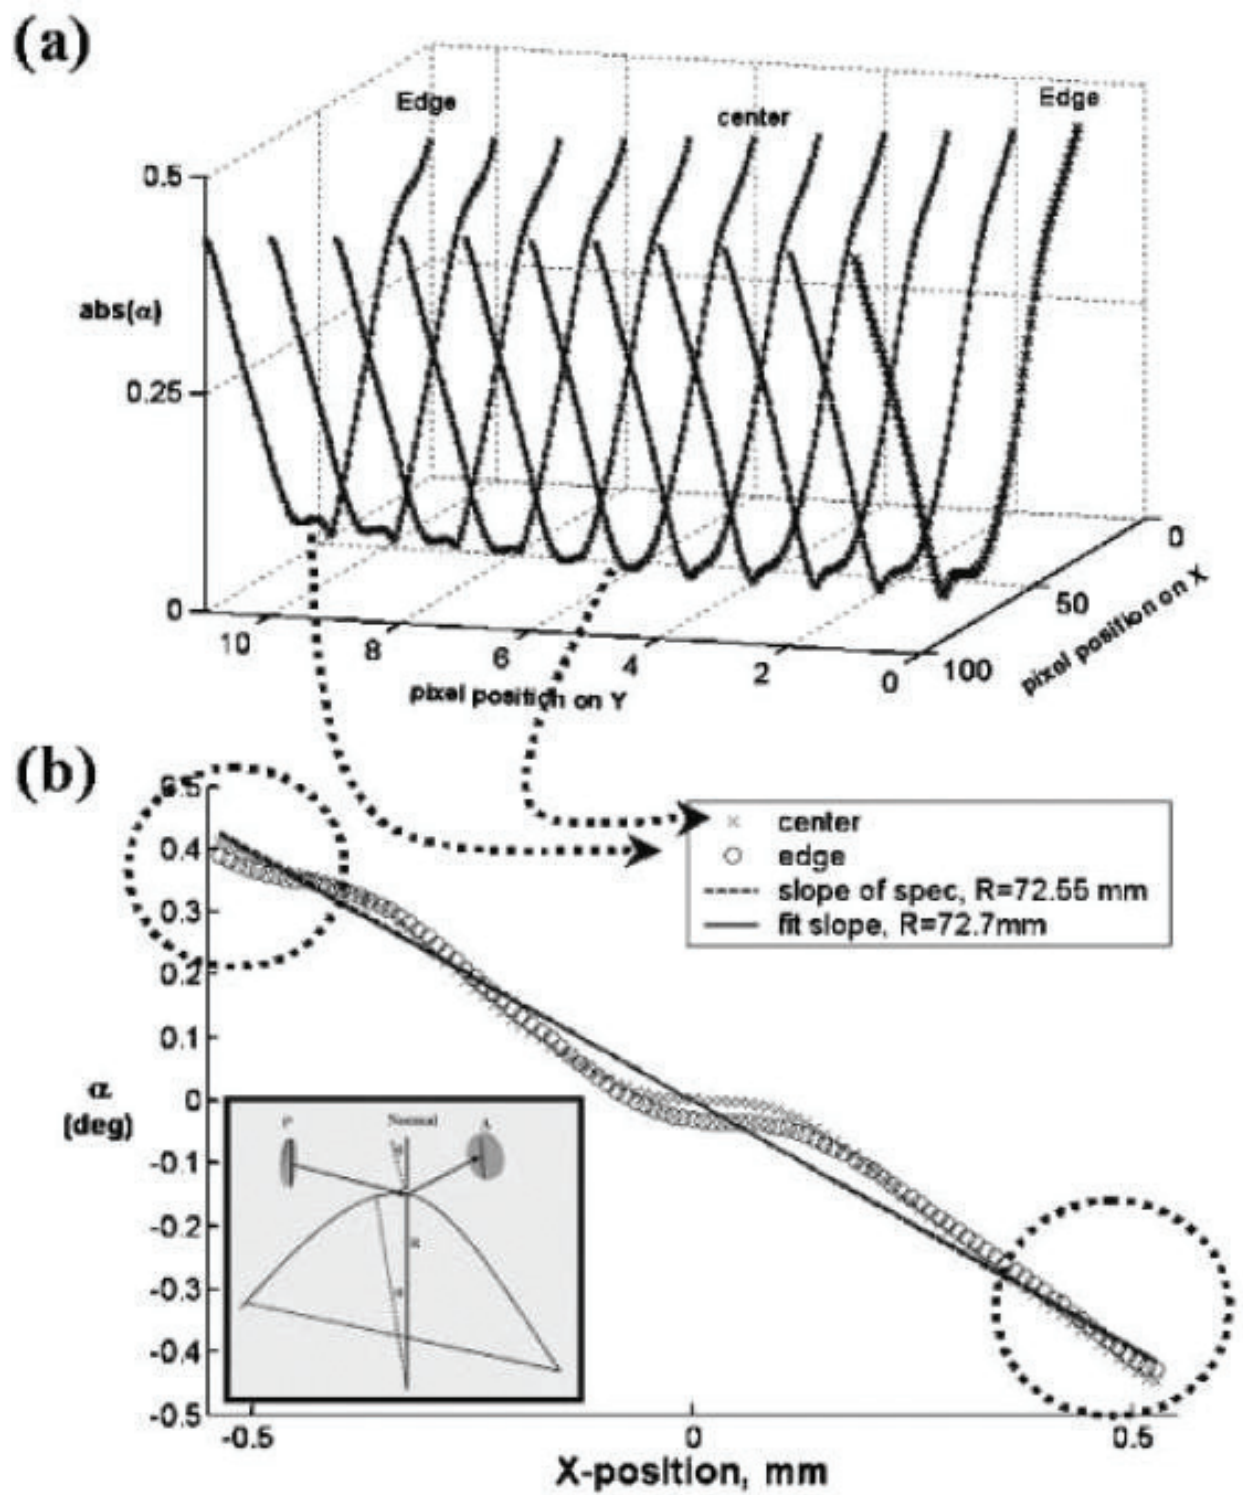 (a)
Edge
center
Edge
0.5
abs(α)
0.25
0
10
8
6
4
2
0
pixel position on Y
100
50
0
pixel position on X
(b)
0.5
0.4
0.3
0.2
0.1
0
-0.1
-0.2
-0.3
-0.4
-0.5
α
(deg)
center
edge
slope of spec, R=72.55 mm
fit slope, R=72.7mm
P
Normal
A
R
-0.5
0
0.5
X-position, mm